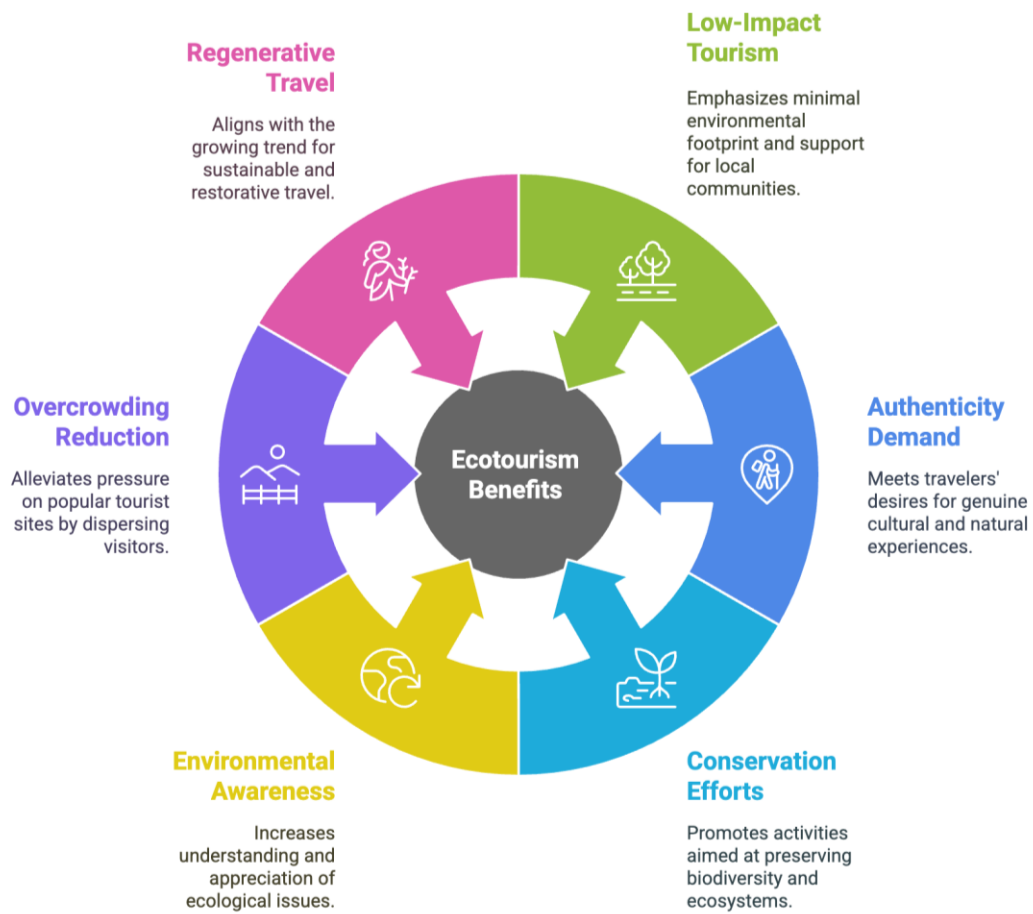 Low-Impact
Tourism
Emphasizes minimal
environmental
footprint and support
for local
communities.
Regenerative
Travel
Aligns with the
growing trend for
sustainable and
restorative travel.
Overcrowding
Reduction
Alleviates pressure
on popular tourist
sites by dispersing
visitors.
Ecotourism
Benefits
Authenticity
Demand
Meets travelers'
desires for genuine
cultural and natural
experiences.
Environmental
Awareness
Increases
understanding and
appreciation of
ecological issues.
Conservation
Efforts
Promotes activities
aimed at preserving
biodiversity and
ecosystems.